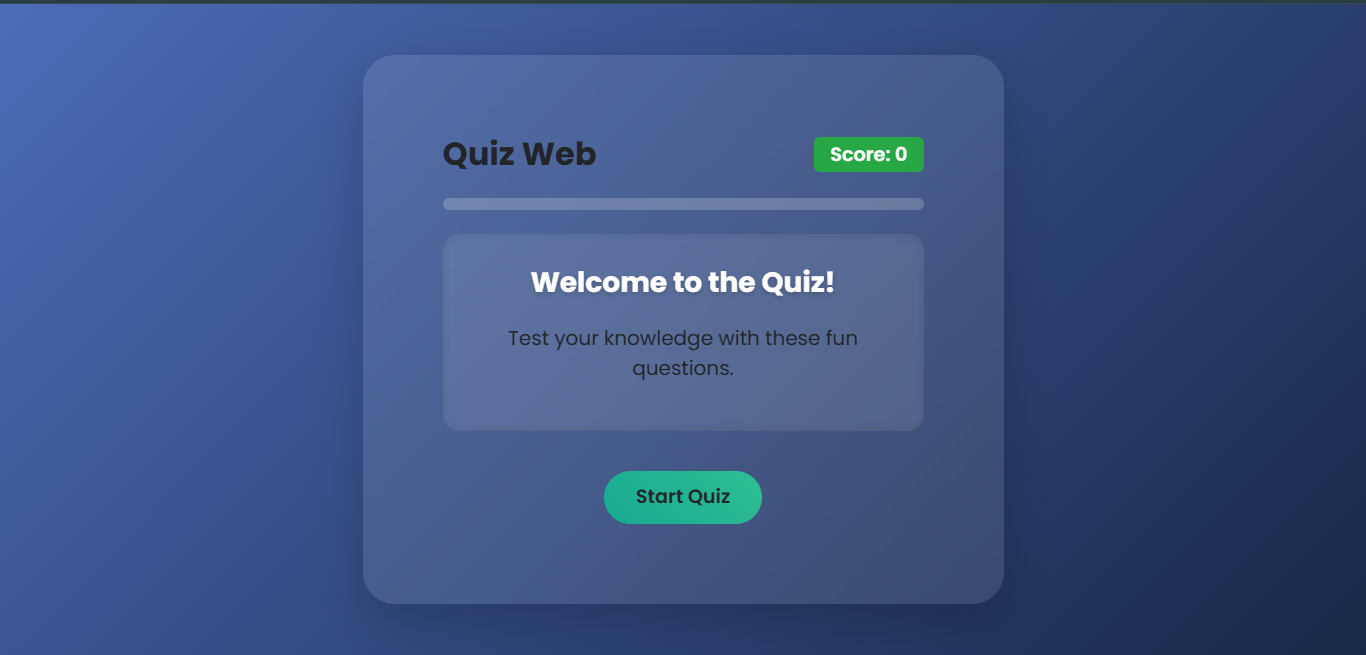 Quiz Web
Score: 0
Welcome to the Quiz!
Test your knowledge with these fun
questions.
Start Quiz